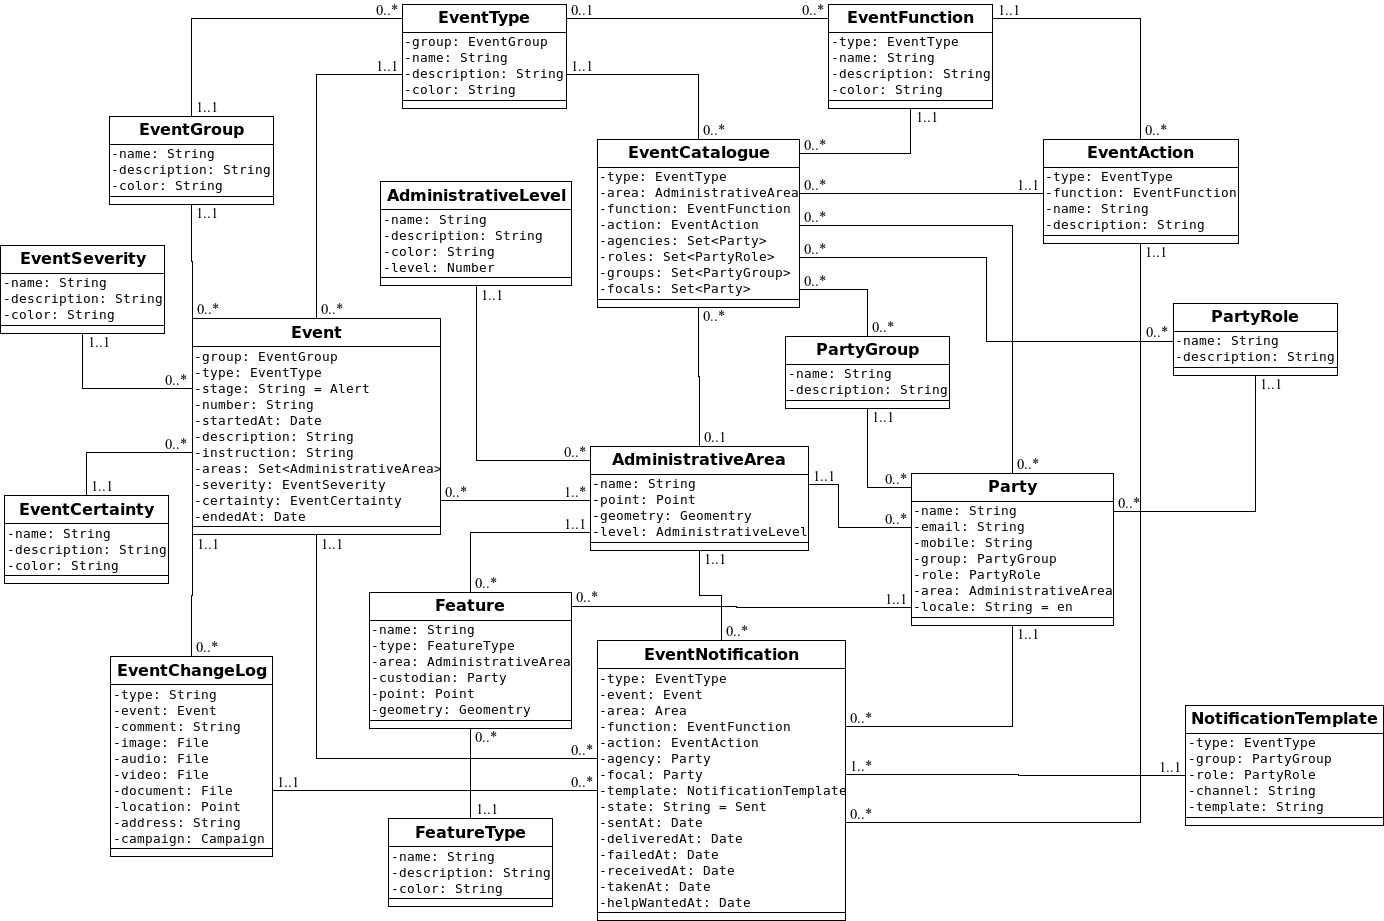 0..*
EventType
-group: EventGroup
-name: String
-description: String
-color: String
0..1
0..*
EventFunction
-type: EventType
-name: String
-description: String
-color: String
1..1
1..1
1..1
1..1
EventGroup
-name: String
-description: String
-color: String
1..1
0..*
1..1
0..*
EventCatalogue
-type: EventType
-area: AdministrativeArea
-function: EventFunction
-action: EventAction
-agencies: Set<Party>
-roles: Set<PartyRole>
-groups: Set<PartyGroup>
-focals: Set<Party>
0..*
1..1
0..*
0..*
0..*
0..*
0..*
EventAction
-type: EventType
-function: EventFunction
-name: String
-description: String
1..1
AdministrativeLevel
-name: String
-description: String
-color: String
-level: Number
1..1
EventSeverity
-name: String
-description: String
-color: String
1..1
0..*
0..*
0..*
Event
-group: EventGroup
-type: EventType
-stage: String = Alert
-number: String
-startedAt: Date
-description: String
-instruction: String
-areas: Set<AdministrativeArea>
-severity: EventSeverity
-certainty: EventCertainty
-endedAt: Date
0..*
0..*
1..1
1..1
0..*
PartyGroup
-name: String
-description: String
1..1
0..*
PartyRole
-name: String
-description: String
1..1
1..1
EventCertainty
-name: String
-description: String
-color: String
0..1
0..*
1..*
1..1
AdministrativeArea
-name: String
-point: Point
-geometry: Geomentry
-level: AdministrativeLevel
1..1
1..1
0..*
0..*
0..*
0..*
Party
-name: String
-email: String
-mobile: String
-group: PartyGroup
-role: PartyRole
-area: AdministrativeArea
-locale: String = en
1..1
1..1
0..*
Feature
-name: String
-type: FeatureType
-area: AdministrativeArea
-custodian: Party
-point: Point
-geometry: Geomentry
0..*
0..*
0..*
EventChangeLog
-type: String
-event: Event
-comment: String
-image: File
-audio: File
-video: File
-document: File
-location: Point
-address: String
-campaign: Campaign
1..1
0..*
0..*
0..*
EventNotification
-type: EventType
-event: Event
-area: Area
-function: EventFunction
-action: EventAction
-agency: Party
-focal: Party
-template: NotificationTemplate
-state: String = Sent
-sentAt: Date
-deliveredAt: Date
-failedAt: Date
-receivedAt: Date
-takenAt: Date
-helpWantedAt: Date
0..*
1..*
0..*
1..1
NotificationTemplate
-type: EventType
-group: PartyGroup
-role: PartyRole
-channel: String
-template: String
1..1
FeatureType
-name: String
-description: String
-color: String